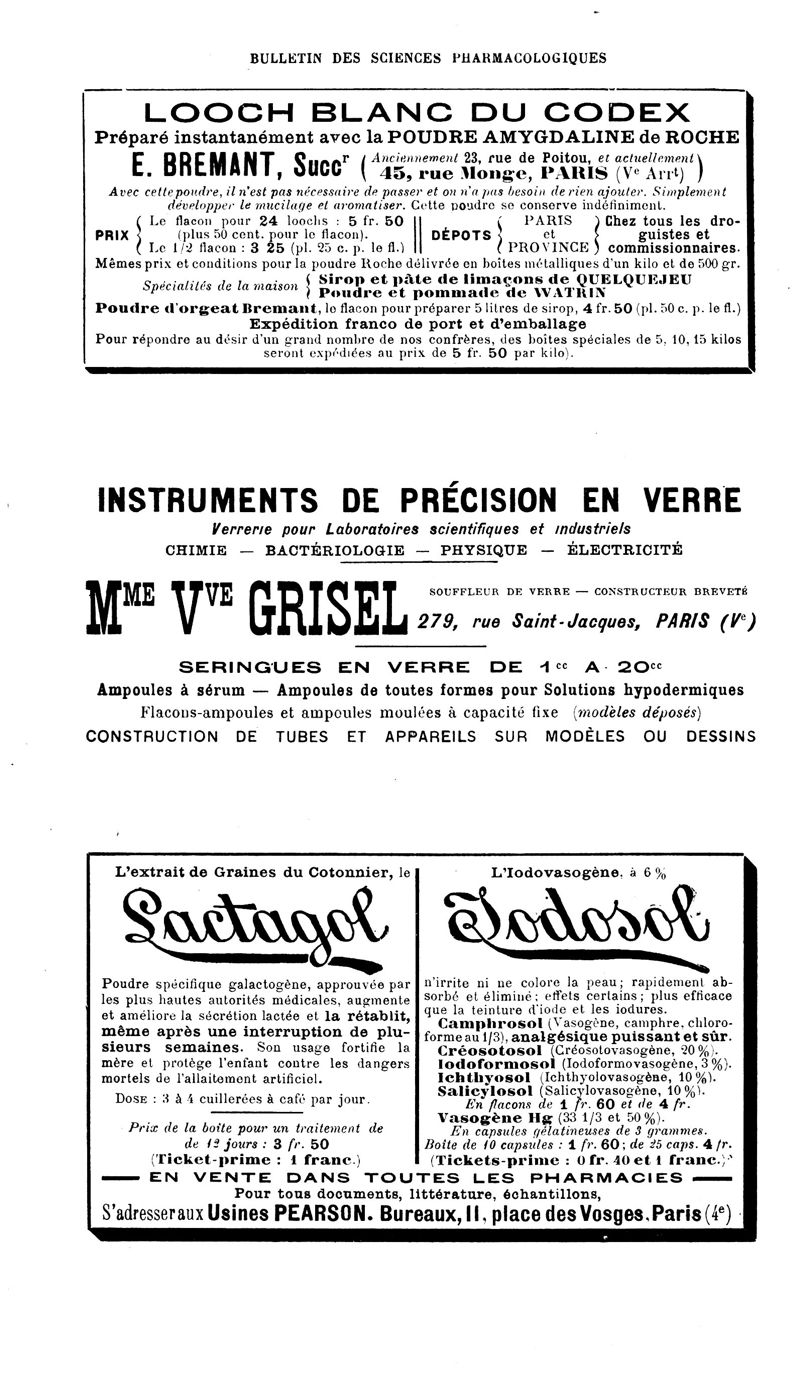 BULLETIN DES SCIENCES PHARMACOLOGIQUES
LOOCH BLANC DU CODEX
Préparé instantanément avec la POUDRE AMYGDALINE de ROCHE
E. BREMANT, Succr ( Anciennement 23, rue de Poitou, et actuellement )
45, rue Monge, PARIS (Ve Arrt)
Avec cette poudre, il n'est pas nécessaire de passer et on n'a pas besoin de rien ajouter. Simplement
développer le mucilage et aromatiser. Cette poudre se conserve indéfiniment.
PRIX { Le flacon pour 24 loochs : 5 fr. 50
(plus 50 cent. pour le flacon).
Le 1/2 flacon : 3 25 (pl. 25 c. p. le fl.)
DÉPOTS { PARIS
et
PROVINCE } Chez tous les dro-
guistes et
commissionnaires.
Mêmes prix et conditions pour la poudre Roche délivrée en boîtes métalliques d'un kilo et de 500 gr.
Spécialités de la maison { Sirop et pâte de limaçons de QUELQUEJEU
Poudre et pommade de WATRIN
Poudre d'orgeat Bremant, le flacon pour préparer 5 litres de sirop, 4 fr. 50 (pl. 50 c. p. le fl.)
Expédition franco de port et d'emballage
Pour répondre au désir d'un grand nombre de nos confrères, des boites spéciales de 5, 10, 15 kilos
seront expédiées au prix de 5 fr. 50 par kilo).
INSTRUMENTS DE PRÉCISION EN VERRE
Verrerie pour Laboratoires scientifiques et industriels
CHIMIE — BACTÉRIOLOGIE — PHYSIQUE — ÉLECTRICITÉ
MME VVE GRISEL
SOUFFLEUR DE VERRE — CONSTRUCTEUR BREVETÉ
279, rue Saint-Jacques, PARIS (Ve)
SERINGUES EN VERRE DE 1cc A 20cc
Ampoules à sérum — Ampoules de toutes formes pour Solutions hypodermiques
Flacons-ampoules et ampoules moulées à capacité fixe (modèles déposés)
CONSTRUCTION DE TUBES ET APPAREILS SUR MODÈLES OU DESSINS
L'extrait de Graines du Cotonnier, le
Lactagol
Poudre spécifique galactogène, approuvée par
les plus hautes autorités médicales, augmente
et améliore la sécrétion lactée et la rétablit,
même après une interruption de plu-
sieurs semaines. Son usage fortifie la
mère et protège l'enfant contre les dangers
mortels de l'allaitement artificiel.
DOSE : 3 à 4 cuillerées à café par jour.
Prix de la boîte pour un traitement de
de 12 jours : 3 fr. 50
(Ticket-prime : 1 franc.)
L'Iodovasogène, à 6 %
Iodosol
n'irrite ni ne colore la peau ; rapidement ab-
sorbé et éliminé ; effets certains ; plus efficace
que la teinture d'iode et les iodures.
Camphrosol (Vasogène, camphre, chloro-
forme au 1/3), analgésique puissant et sûr.
Créosotosol (Créosotovasogène, 20 %).
Iodoformosol (Iodoformovasogène, 3 %).
Ichthyosol (Ichthyolovasogène, 10 %).
Salicylosol (Salicylovasogène, 10 %).
En flacons de 1 fr. 60 et de 4 fr.
Vasogène Hg (33 1/3 et 50 %).
En capsules gélatineuses de 3 grammes.
Boîte de 10 capsules : 1 fr. 60 ; de 25 caps. 4 fr.
(Tickets-prime : 0 fr. 40 et 1 franc.)
EN VENTE DANS TOUTES LES PHARMACIES
Pour tous documents, littérature, échantillons,
S'adresser aux Usines PEARSON. Bureaux, 11, place des Vosges, Paris (4e)